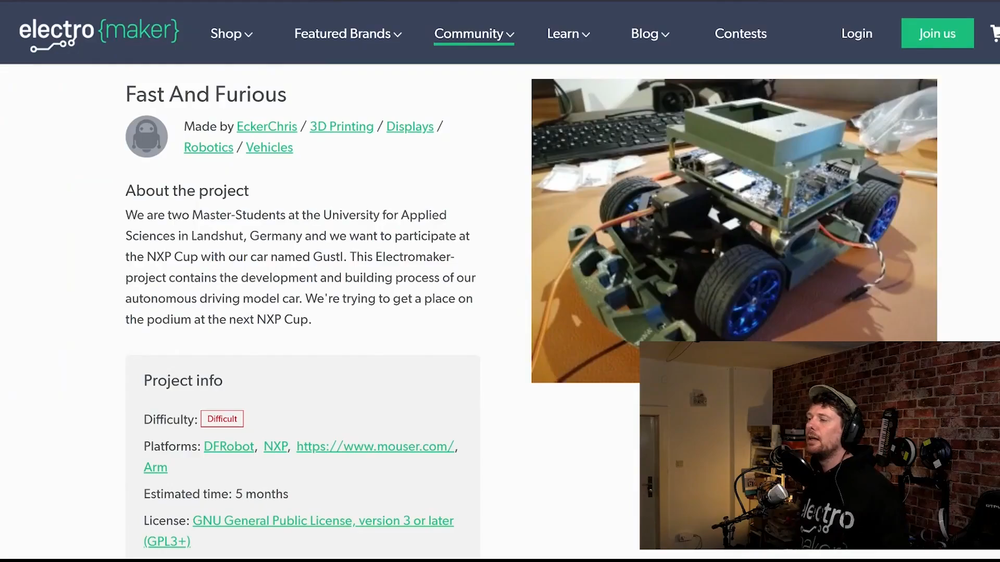 electro {maker} Shop Featured Brands Community Learn Blog Contests Login Join us
Fast And Furious
Made by EckerChris / 3D Printing / Displays /
Robotics / Vehicles
About the project
We are two Master-Students at the University for Applied
Sciences in Landshut, Germany and we want to participate at
the NXP Cup with our car named Gustl. This Electromaker-
project contains the development and building process of our
autonomous driving model car. We're trying to get a place on
the podium at the next NXP Cup.
Project info
Difficulty: Difficult
Platforms: DFRobot, NXP, https://www.mouser.com/,
Arm
Estimated time: 5 months
License: GNU General Public License, version 3 or later
(GPL3+)
electro